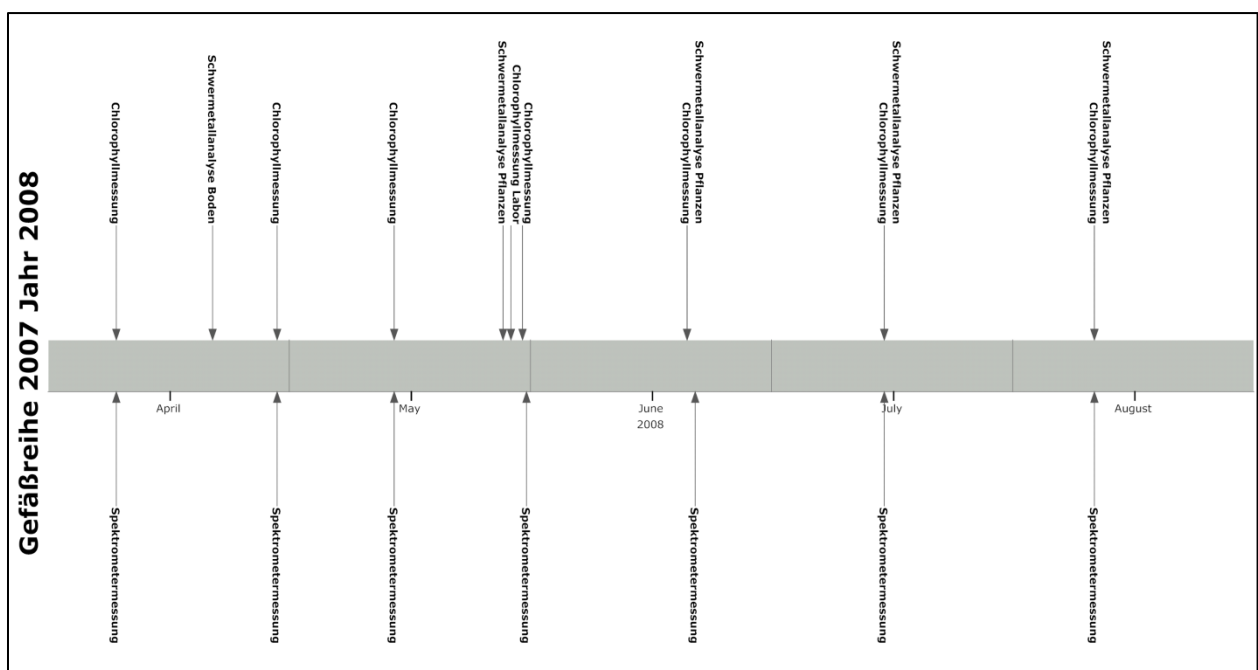 Gefäßreihe 2007 Jahr 2008
Chlorophyllmessung
Schwermetallanalyse Boden
Chlorophyllmessung
Chlorophyllmessung
Schwermetallanalyse Pflanzen
Chlorophyllmessung Labor
Chlorophyllmessung
Schwermetallanalyse Pflanzen
Chlorophyllmessung
Schwermetallanalyse Pflanzen
Chlorophyllmessung
Schwermetallanalyse Pflanzen
Chlorophyllmessung
April
May
June
2008
July
August
Spektrometermessung
Spektrometermessung
Spektrometermessung
Spektrometermessung
Spektrometermessung
Spektrometermessung
Spektrometermessung